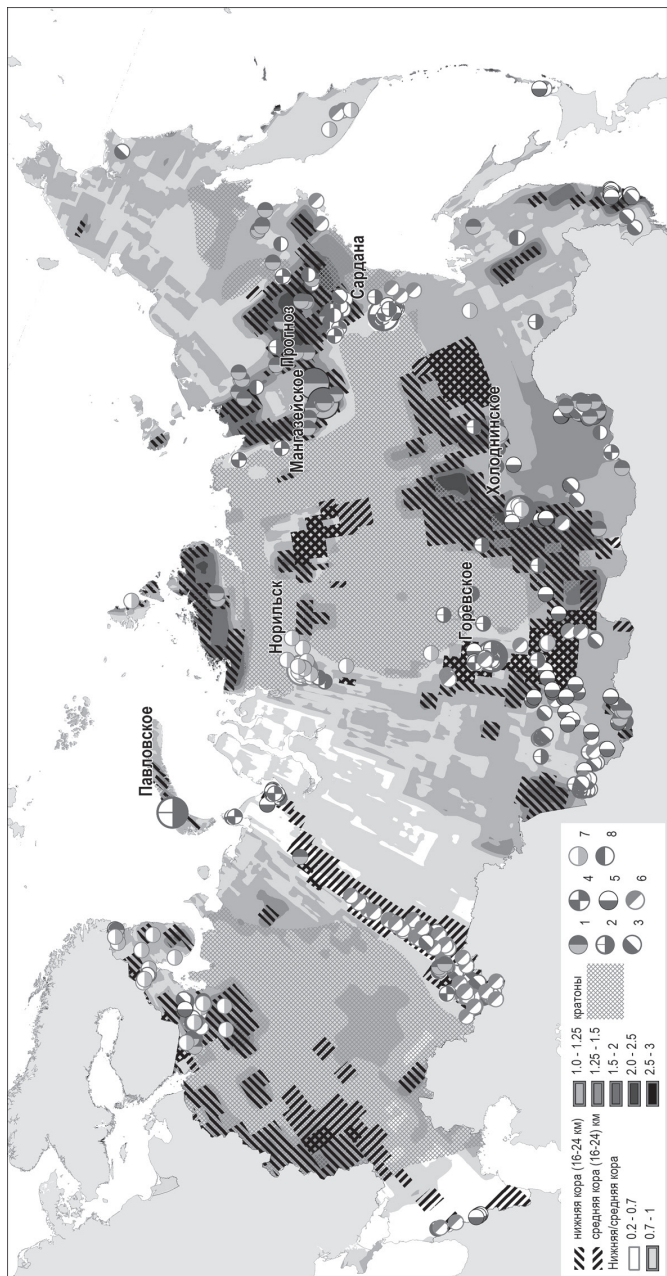 Павловское
Норильск
Мангазейское
Прогноз
Сардана
Горевское
Холоднинское
нижняя кора (16-24) км
средняя кора (16-24) км
Нижняя/средняя кора
0.2 - 0.7
0.7 - 1
1.0 - 1.25
1.25 - 1.5
1.5 - 2
2.0 - 2.5
2.5 - 3
кратоны
1
2
3
4
5
6
7
8